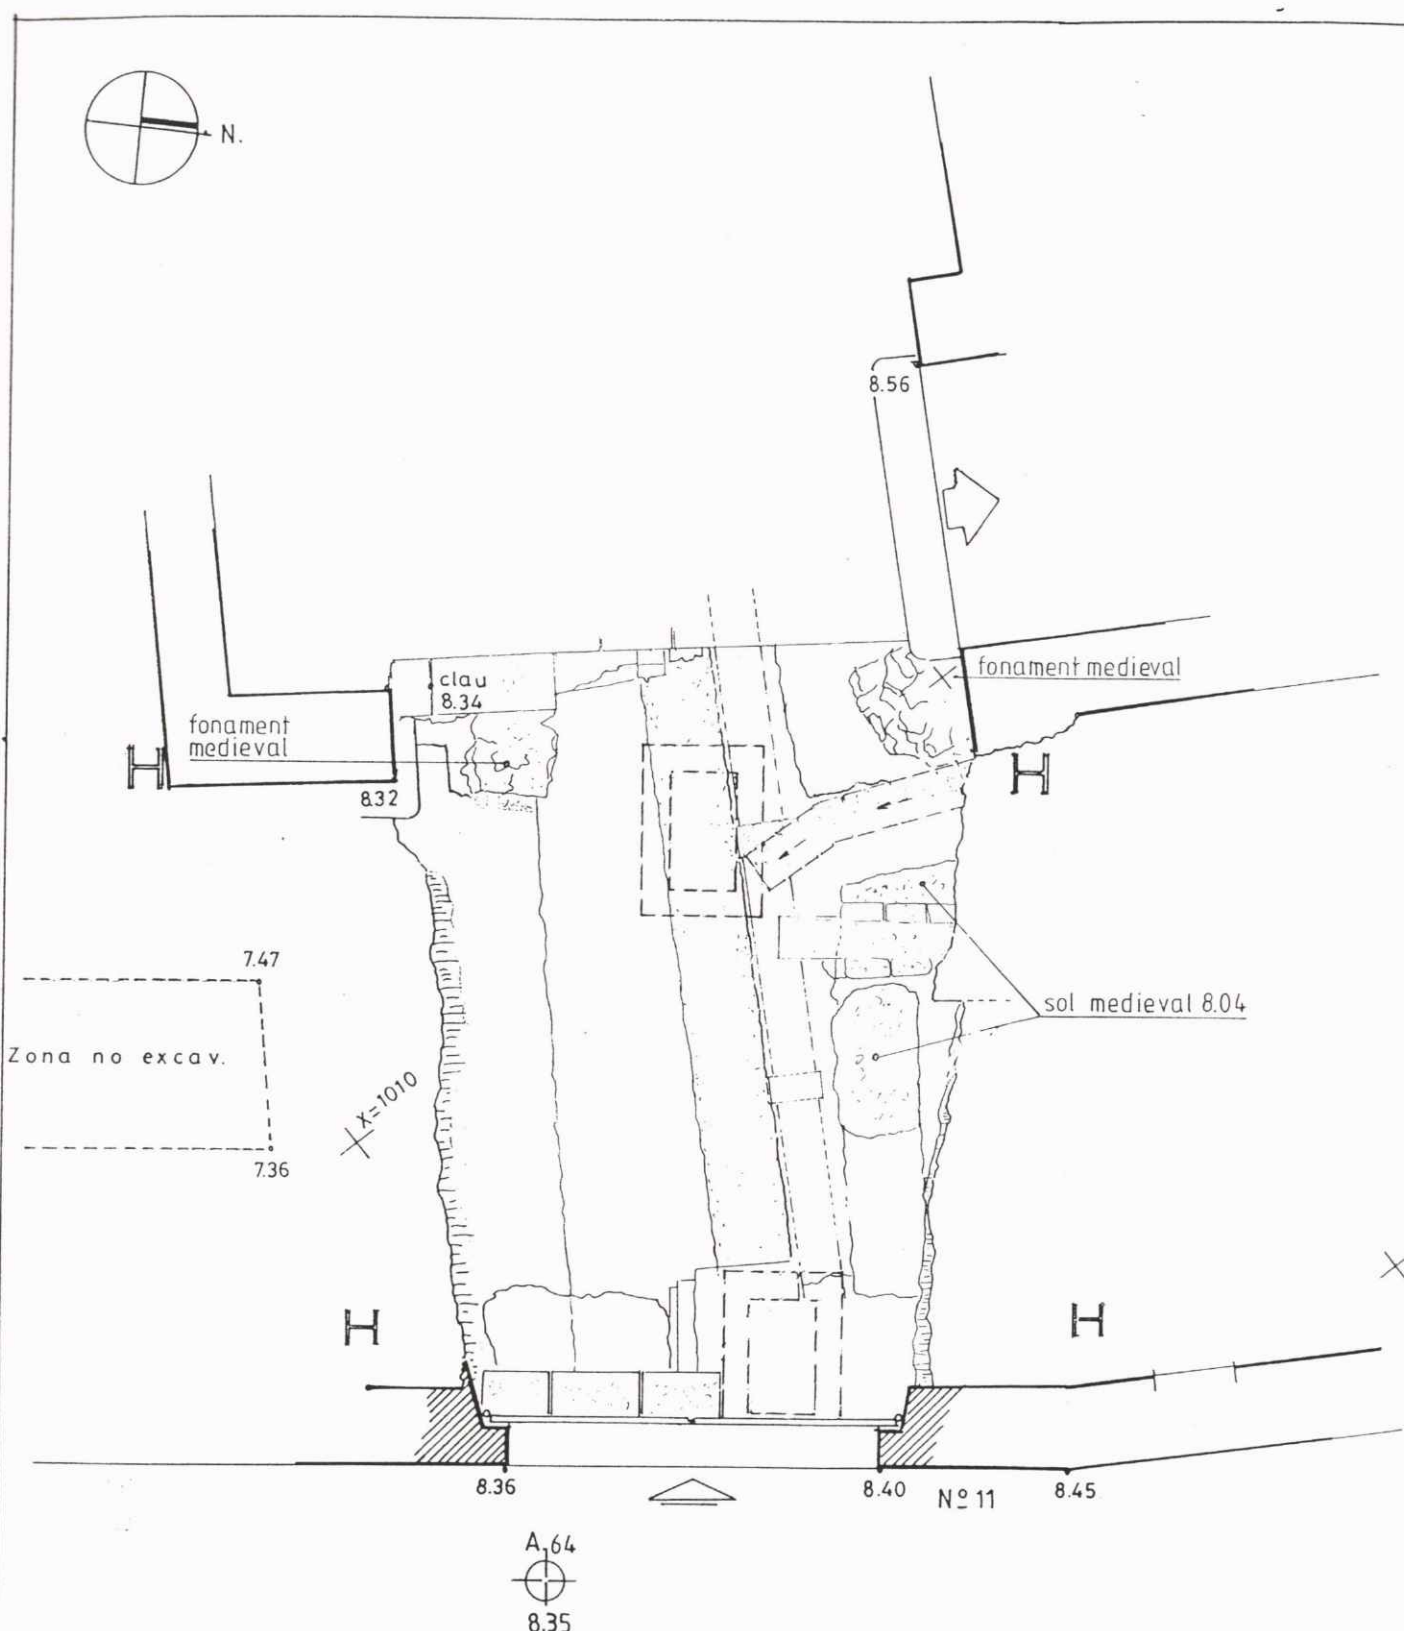 N.
8.56
fonament medieval
clau
8.34
fonament
medieval
H
H
8.32
7.47
sol medieval 8.04
Zona no excav.
X=1010
7.36
H
H
8.36
8.40
Nº 11
8.45
A.64
8.35